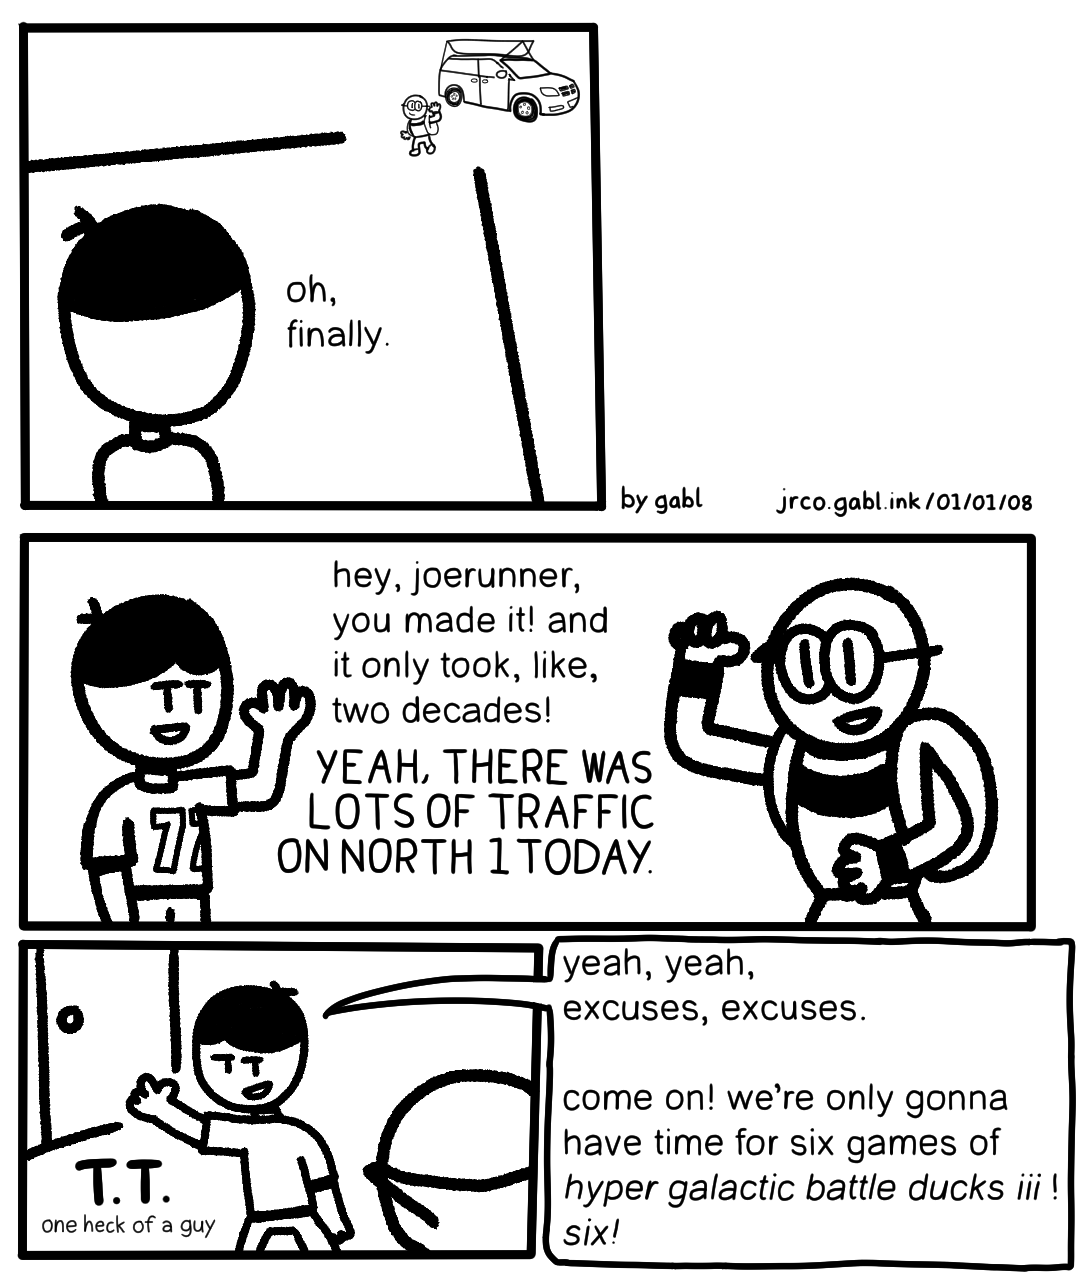 oh,
finally.
by gabl
jrco.gabl.ink/01/01/08
hey, joerunner,
you made it! and
it only took, like,
two decades!
YEAH, THERE WAS
LOTS OF TRAFFIC
ON NORTH 1 TODAY.
yeah, yeah,
excuses, excuses.
come on! we're only gonna
have time for six games of
hyper galactic battle ducks iii !
six!
T.T.
one heck of a guy